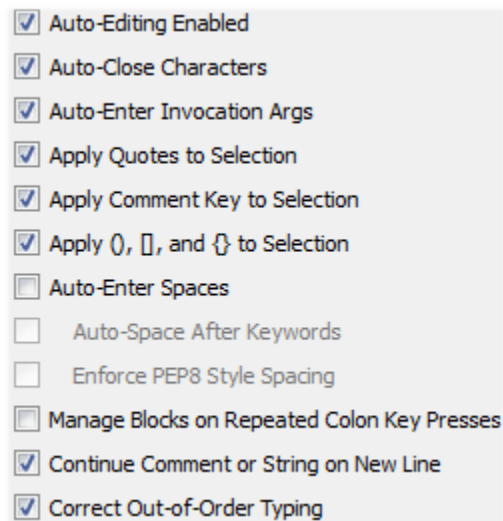 Auto-Editing Enabled
Auto-Close Characters
Auto-Enter Invocation Args
Apply Quotes to Selection
Apply Comment Key to Selection
Apply (), [], and {} to Selection
Auto-Enter Spaces
Auto-Space After Keywords
Enforce PEP8 Style Spacing
Manage Blocks on Repeated Colon Key Presses
Continue Comment or String on New Line
Correct Out-of-Order Typing